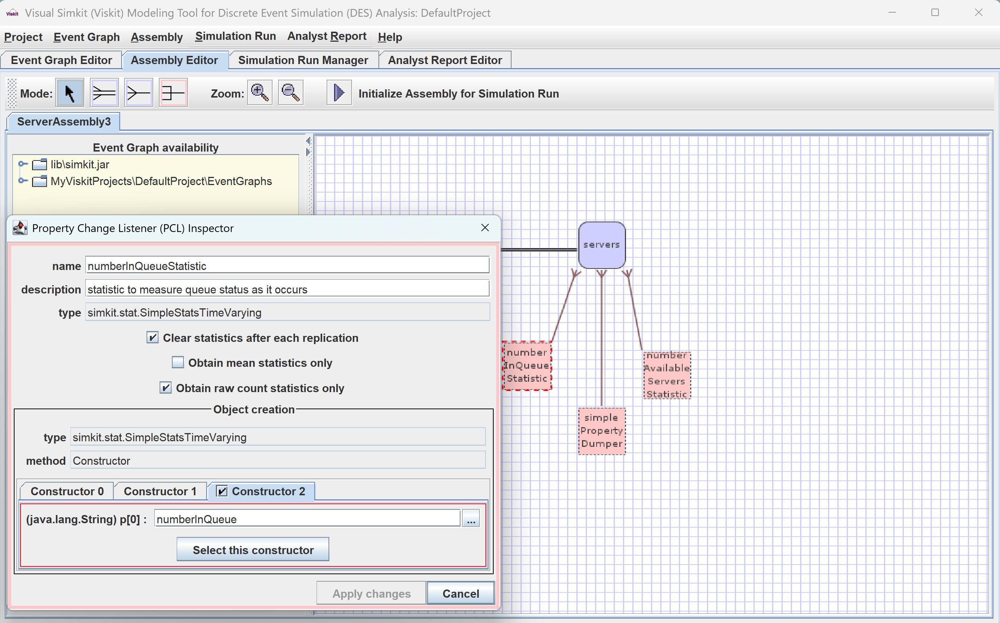 Viskit Visual Simkit (Viskit) Modeling Tool for Discrete Event Simulation (DES) Analysis: DefaultProject
Project Event Graph Assembly Simulation Run Analyst Report Help
Event Graph Editor Assembly Editor Simulation Run Manager Analyst Report Editor
Mode: Zoom: Initialize Assembly for Simulation Run
ServerAssembly3
Event Graph availability
lib\simkit.jar
MyViskitProjects\DefaultProject\EventGraphs
Property Change Listener (PCL) Inspector
name numberInQueueStatistic
description statistic to measure queue status as it occurs
type simkit.stat.SimpleStatsTimeVarying
Clear statistics after each replication
Obtain mean statistics only
Obtain raw count statistics only
Object creation
type simkit.stat.SimpleStatsTimeVarying
method Constructor
Constructor 0 Constructor 1 Constructor 2
(java.lang.String) p[0] : numberInQueue ...
Select this constructor
Apply changes Cancel
servers
number
InQueue
Statistic
number
Available
Servers
Statistic
simple
Property
Dumper